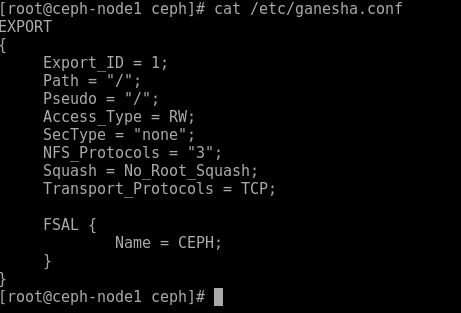 [root@ceph-node1 ceph]# cat /etc/ganesha.conf
EXPORT
{
     Export_ID = 1;
     Path = "/";
     Pseudo = "/";
     Access_Type = RW;
     SecType = "none";
     NFS_Protocols = "3";
     Squash = No_Root_Squash;
     Transport_Protocols = TCP;

     FSAL {
             Name = CEPH;
     }
}
[root@ceph-node1 ceph]#